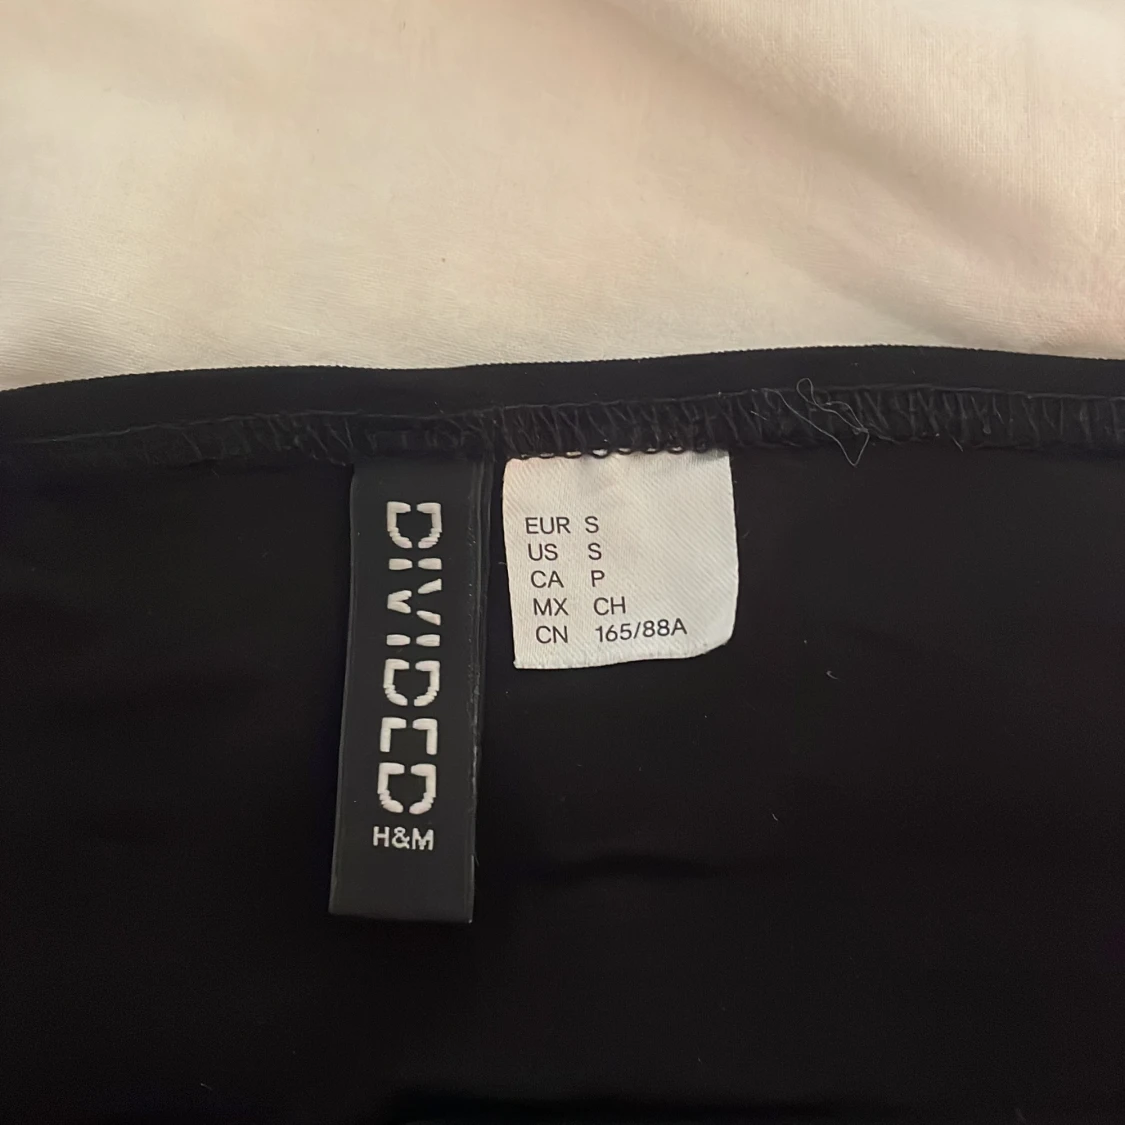 DIVIDED
H&M
EUR S
US S
CA P
MX CH
CN 165/88A